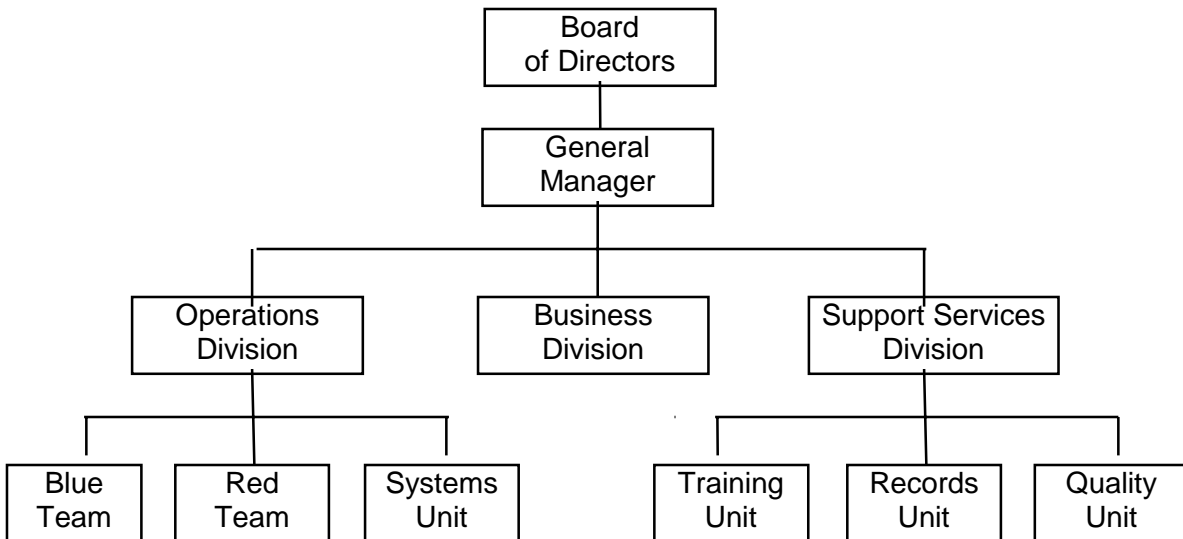 Board
of Directors
General
Manager
Operations
Division
Business
Division
Support Services
Division
Blue
Team
Red
Team
Systems
Unit
Training
Unit
Records
Unit
Quality
Unit